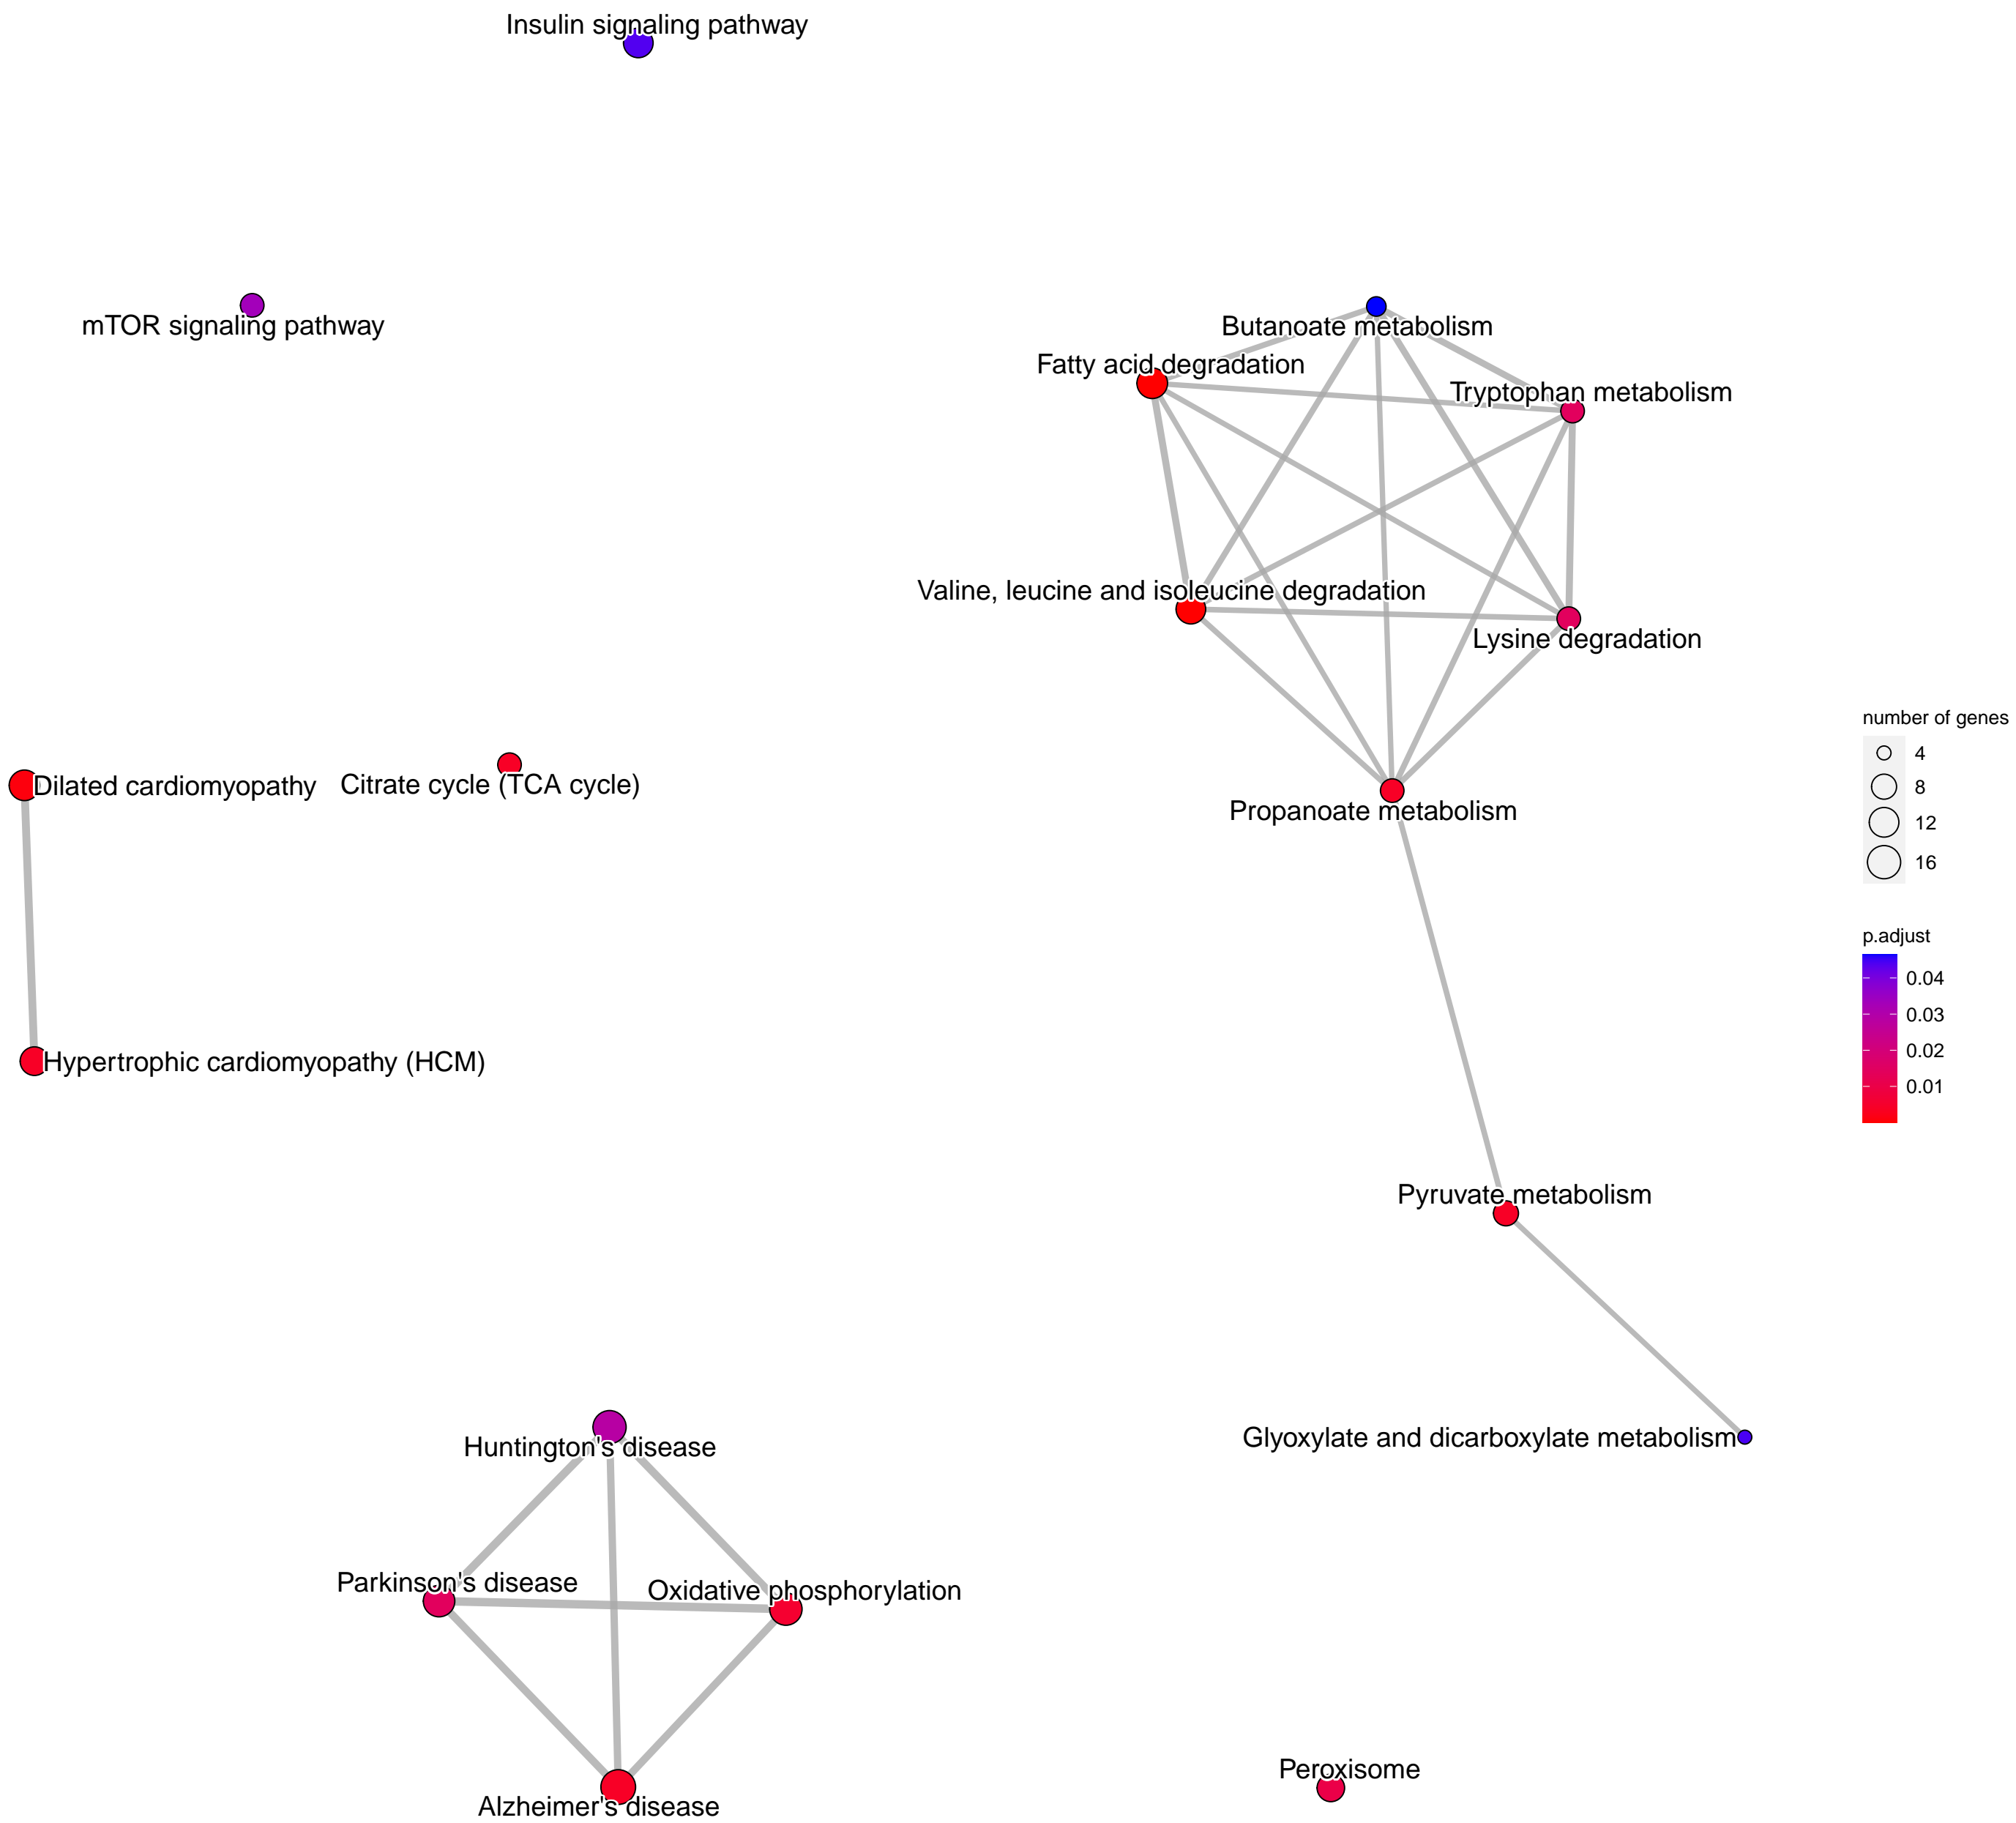 Insulin signaling pathway
mTOR signaling pathway
Butanoate metabolism
Fatty acid degradation
Tryptophan metabolism
Valine, leucine and isoleucine degradation
Lysine degradation
Propanoate metabolism
Dilated cardiomyopathy
Citrate cycle (TCA cycle)
Hypertrophic cardiomyopathy (HCM)
Pyruvate metabolism
Glyoxylate and dicarboxylate metabolism
Huntington's disease
Parkinson's disease
Oxidative phosphorylation
Alzheimer's disease
Peroxisome
number of genes
4
8
12
16
p.adjust
0.04
0.03
0.02
0.01